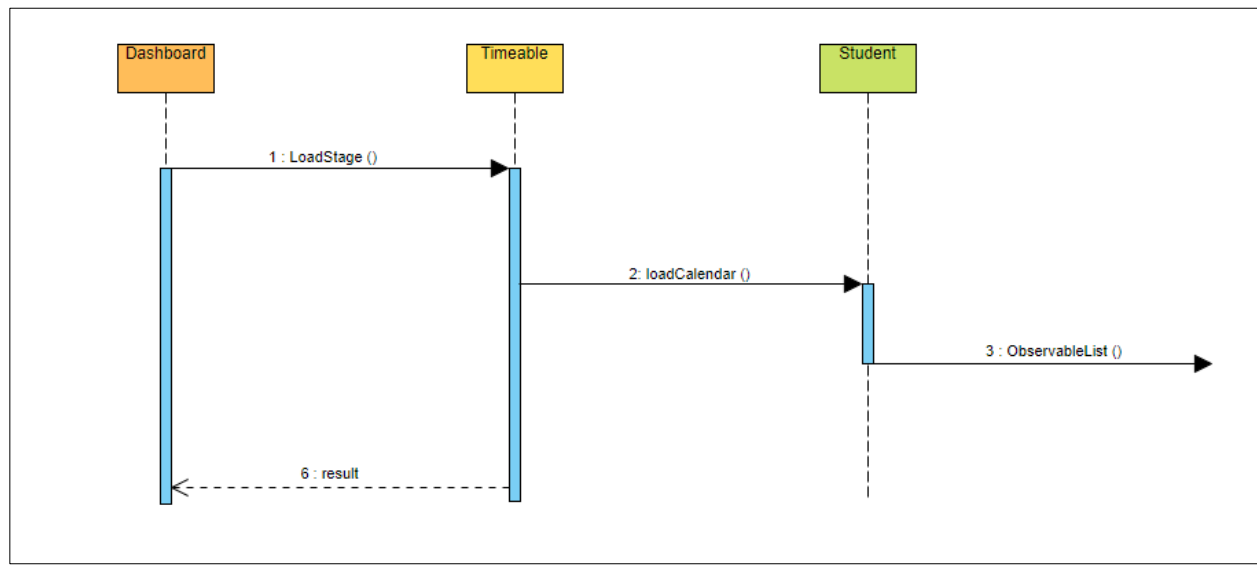 Dashboard
Timeable
Student
1 : LoadStage ()
2: loadCalendar ()
3 : ObservableList ()
6 : result